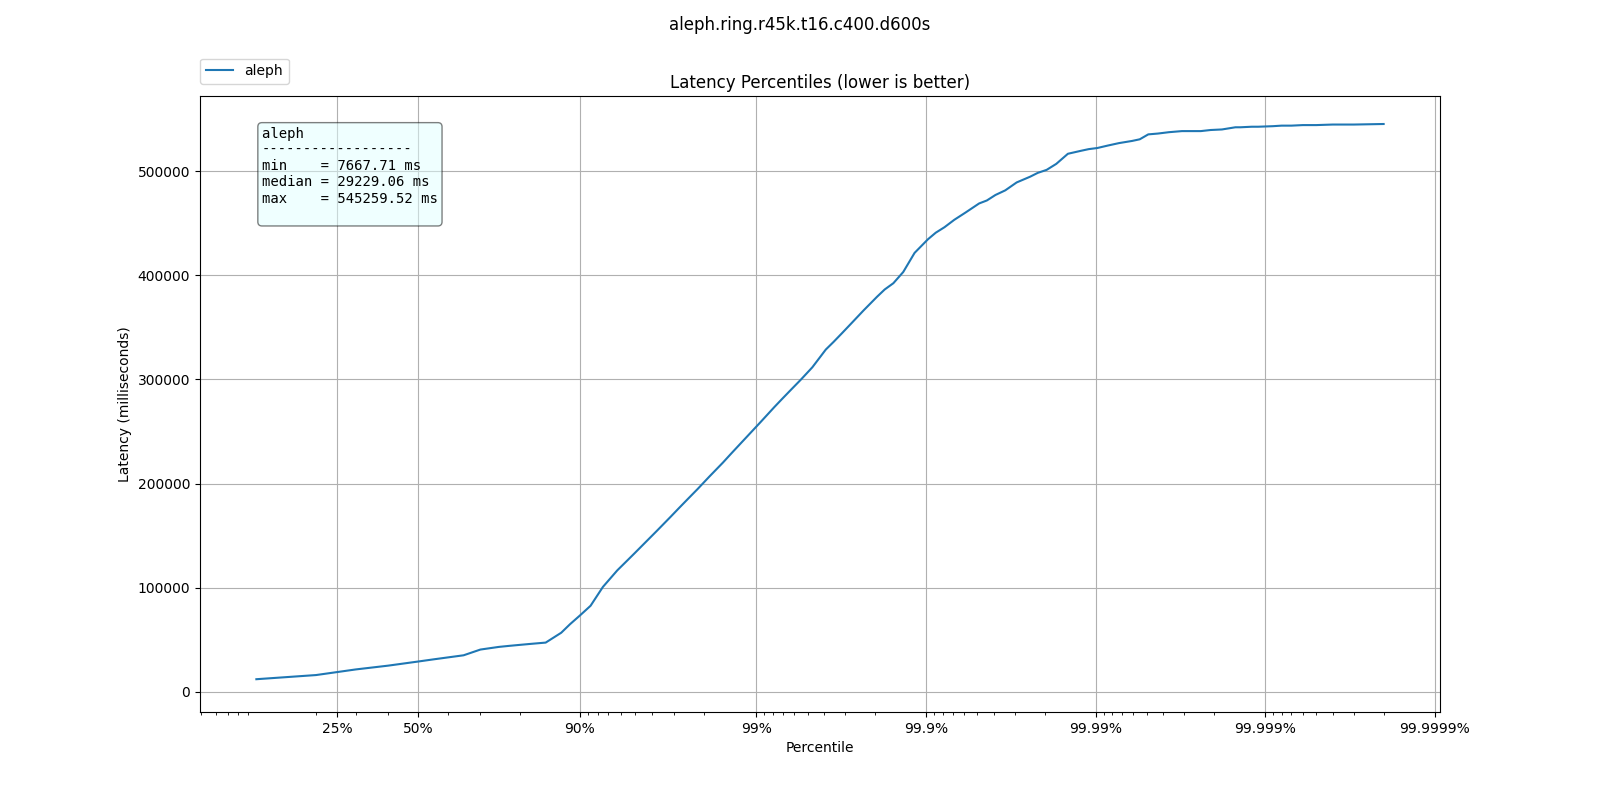 aleph.ring.r45k.t16.c400.d600s
aleph
Latency Percentiles (lower is better)
aleph
------------------
min    = 7667.71 ms
median = 29229.06 ms
max    = 545259.52 ms
500000
400000
300000
200000
100000
0
Latency (milliseconds)
25% 50% 90% 99% 99.9% 99.99% 99.999% 99.9999%
Percentile